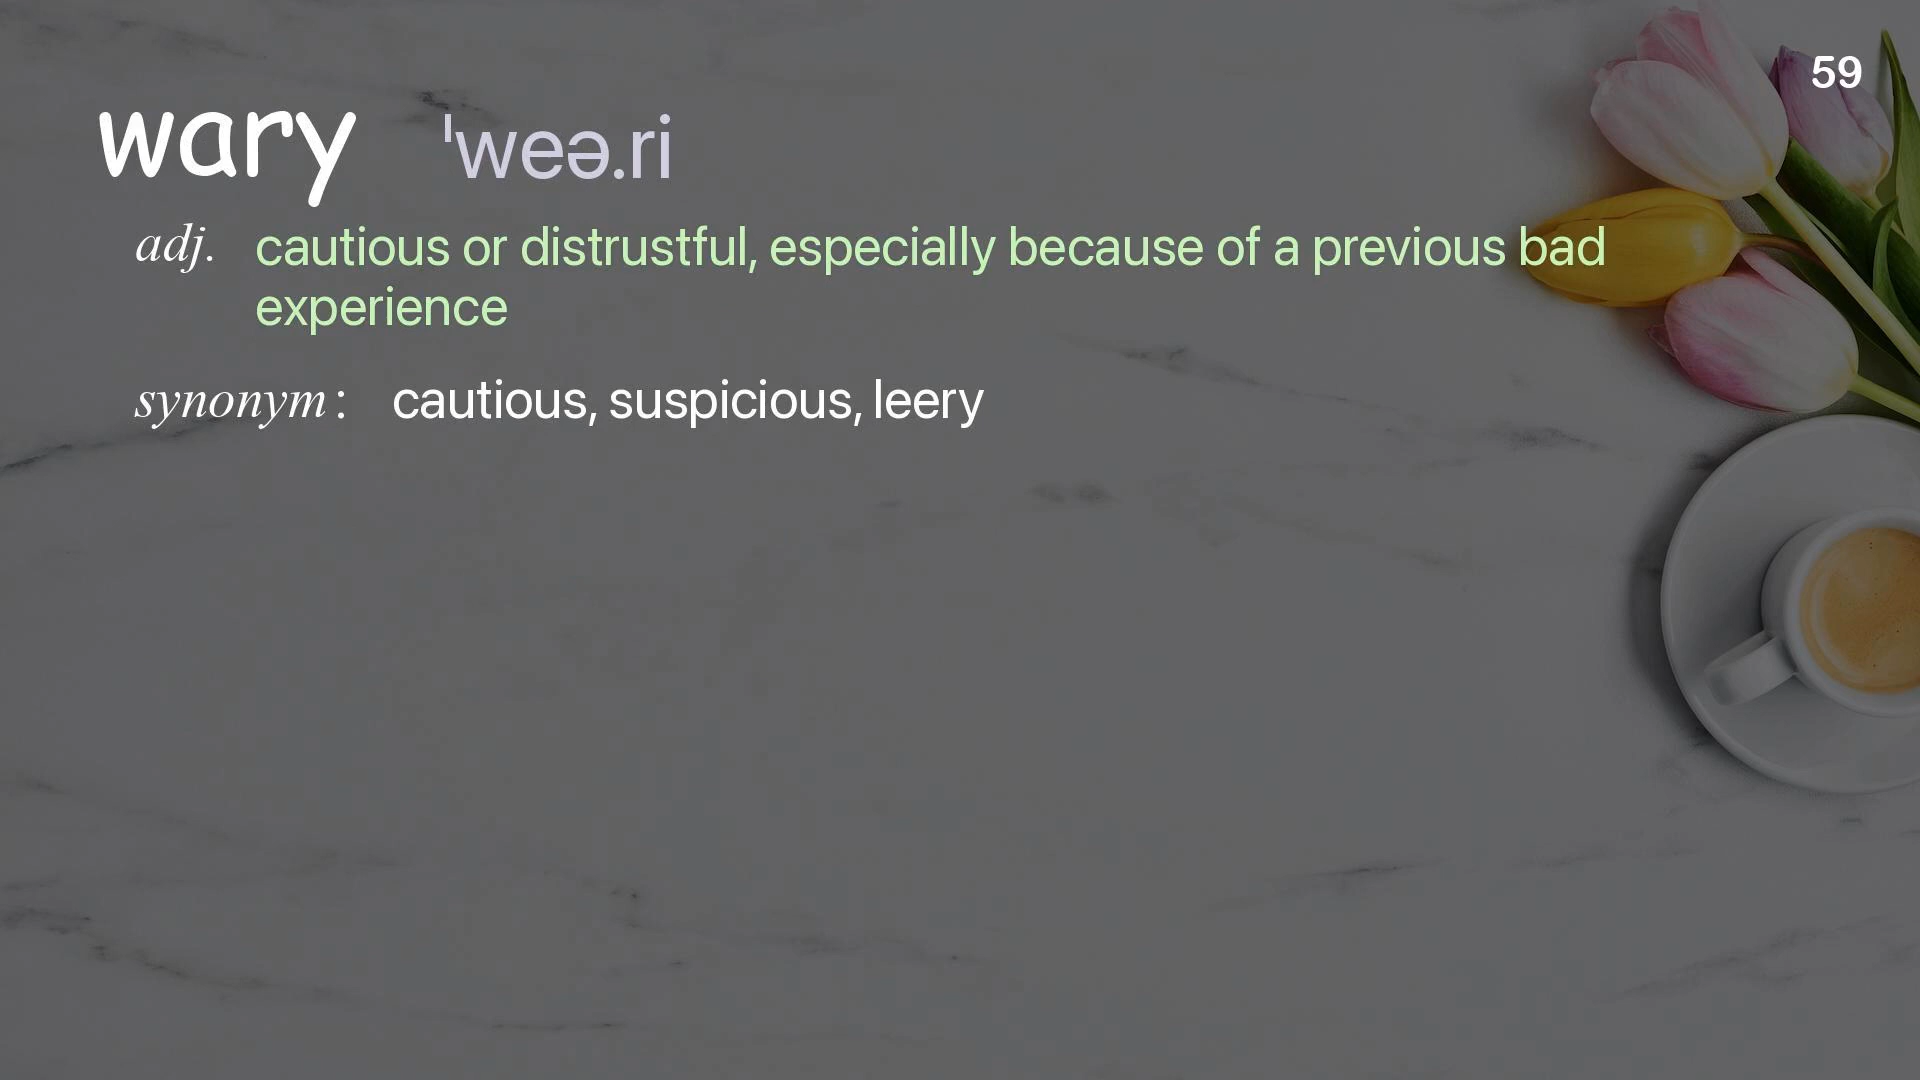 59
wary ˈweə.ri
adj. cautious or distrustful, especially because of a previous bad
experience
synonym : cautious, suspicious, leery